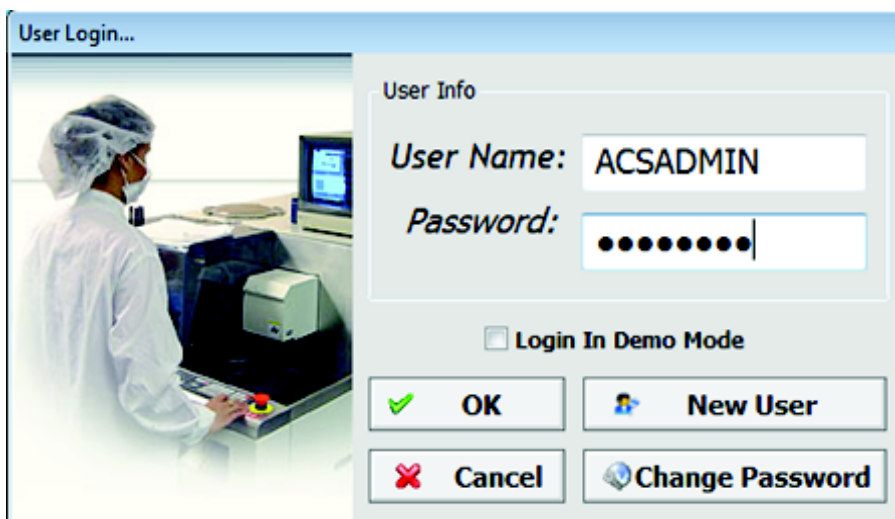 User Login...
User Info
User Name: ACSADMIN
Password: ●●●●●●●●
Login In Demo Mode
OK
New User
Cancel
Change Password